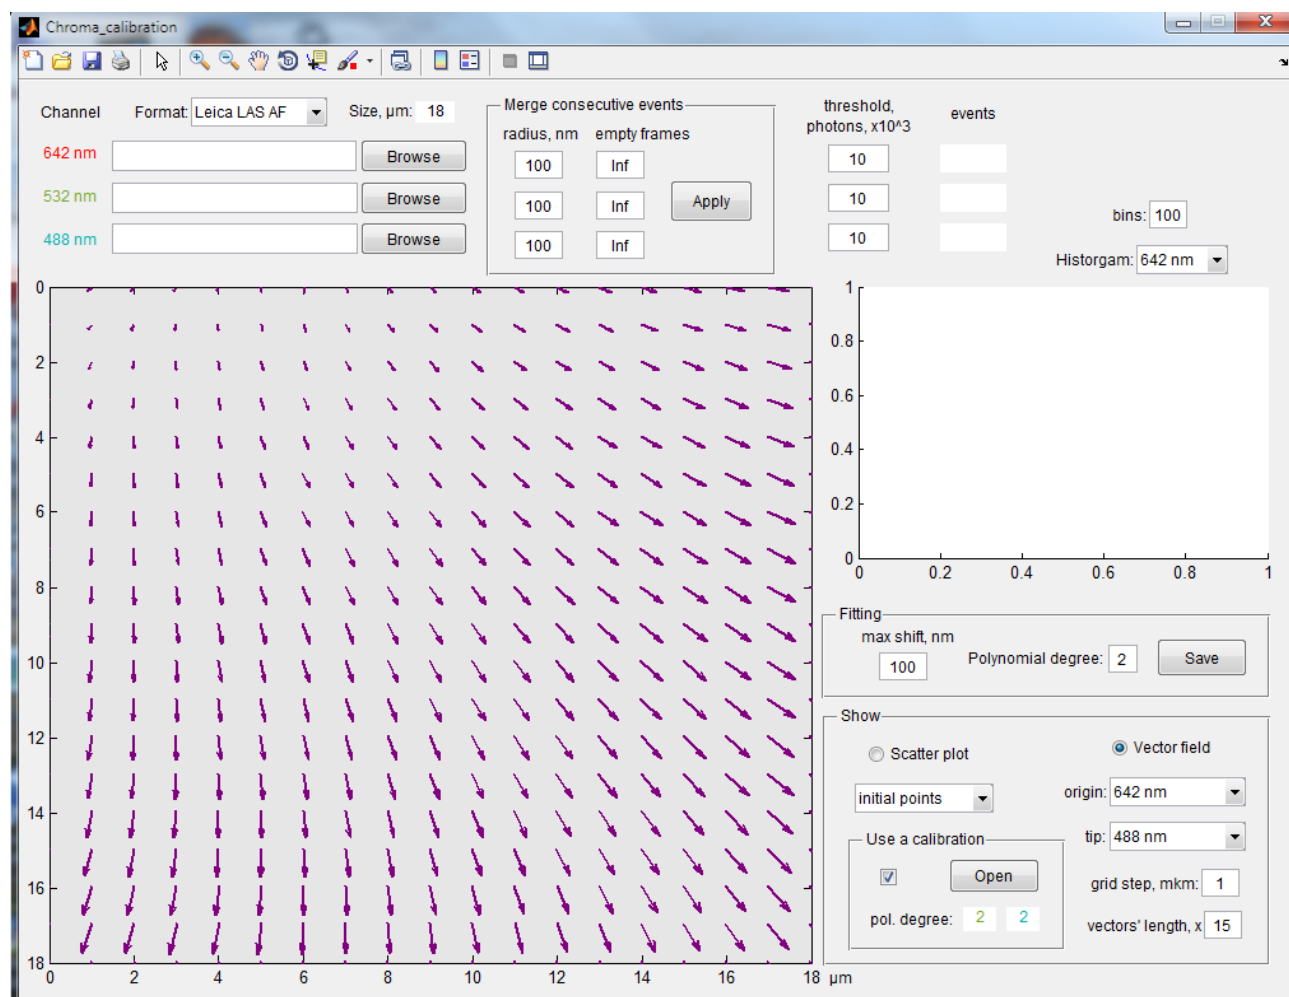 Chroma_calibration
Channel Format: Leica LAS AF Size, µm: 18
Merge consecutive events
radius, nm empty frames
threshold, photons, x10^3
events
642 nm Browse 100 Inf 10
532 nm Browse 100 Inf Apply 10
488 nm Browse 100 Inf 10
bins: 100
Historgam: 642 nm
0
2
4
6
8
10
12
14
16
18
0 2 4 6 8 10 12 14 16 18 µm
1
0.8
0.6
0.4
0.2
0
0 0.2 0.4 0.6 0.8 1
Fitting
max shift, nm
100 Polynomial degree: 2 Save
Show
Scatter plot Vector field
initial points origin: 642 nm
Use a calibration tip: 488 nm
Open grid step, mkm: 1
pol. degree: 2 2 vectors' length, x 15